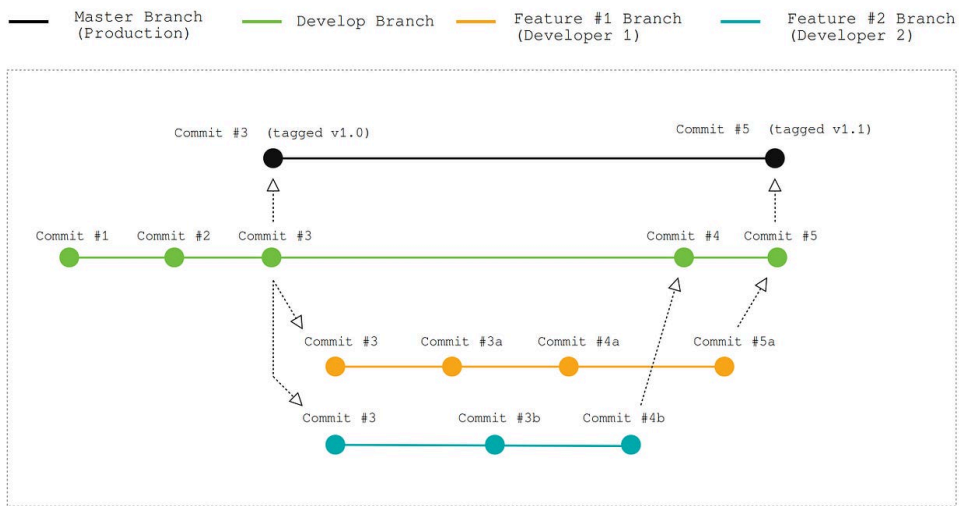 Master Branch
(Production)
Develop Branch
Feature #1 Branch
(Developer 1)
Feature #2 Branch
(Developer 2)
Commit #3 (tagged v1.0)
Commit #5 (tagged v1.1)
Commit #1
Commit #2
Commit #3
Commit #4
Commit #5
Commit #3
Commit #3a
Commit #4a
Commit #5a
Commit #3
Commit #3b
Commit #4b